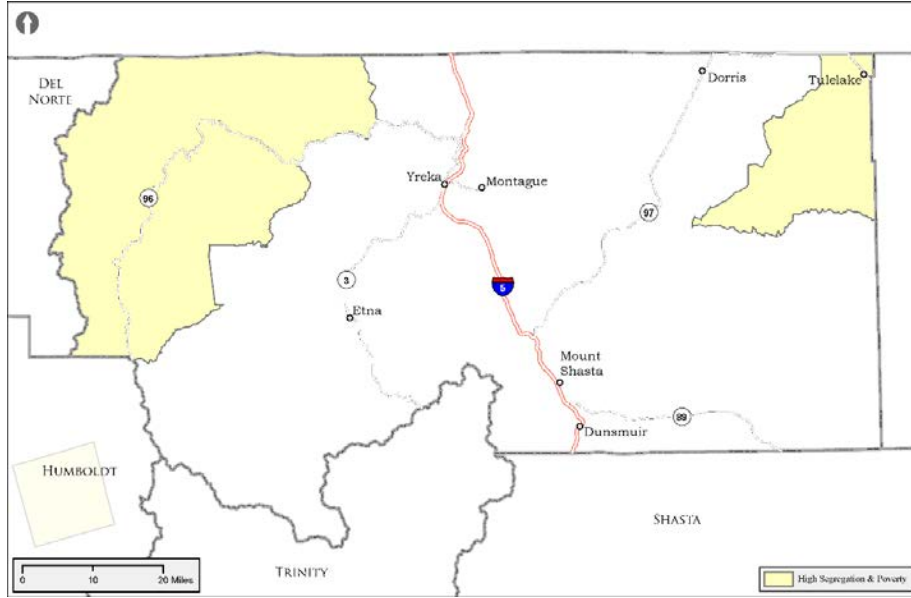 DEL
NORTE
Dorris
Tulelake
Yreka
Montague
96
97
3
5
Etna
Mount
Shasta
89
Dunsmuir
HUMBOLDT
SHASTA
TRINITY
0 10 20 Miles
High Segregation & Poverty